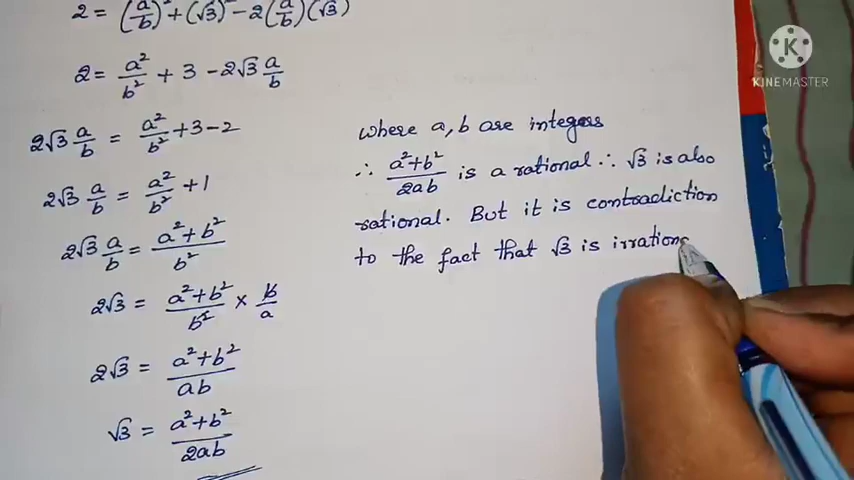 2 = (a/b)² + (√3)² - 2(a/b)(√3)
2 = a²/b² + 3 - 2√3 a/b
2√3 a/b = a²/b² + 3 - 2
2√3 a/b = a²/b² + 1
2√3 a/b = a² + b²/b²
2√3 = a² + b²/b² × b/a
2√3 = a² + b²/ab
√3 = a² + b²/2ab
where a, b are integers
∴ a² + b²/2ab is a rational ∴ √3 is also
rational. But it is contradiction
to the fact that √3 is irration
KINEMASTER